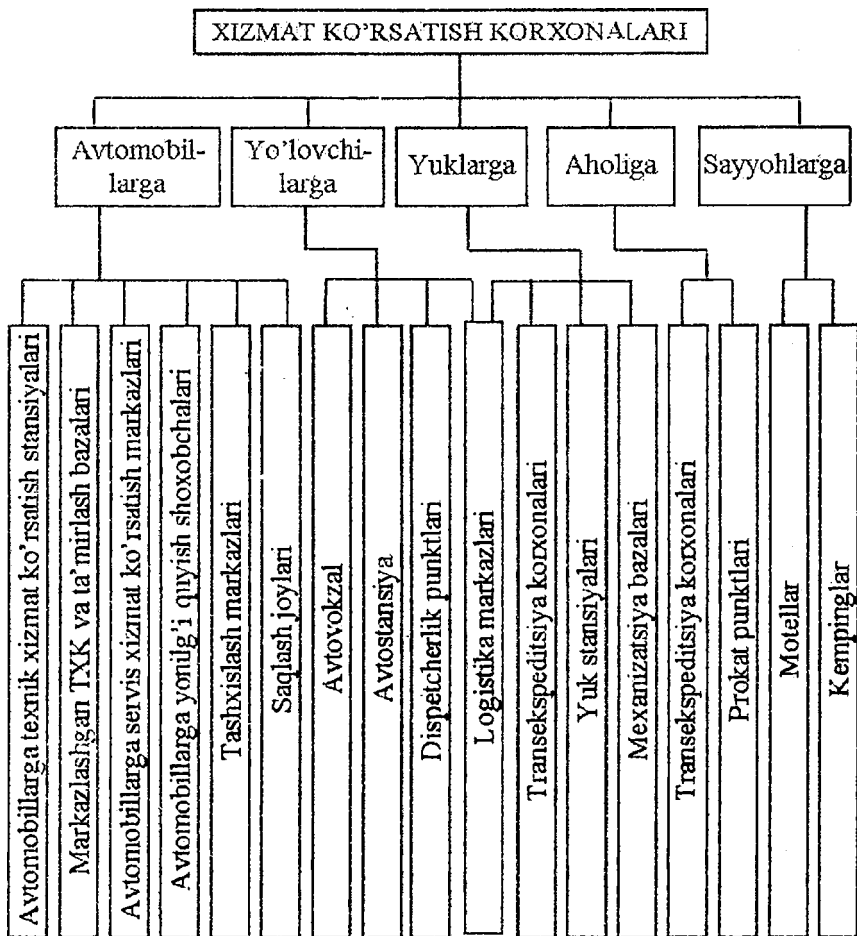 XIZMAT KO’RSATISH KORXONALARI
Avtomobil-
larga
Yo’lovchi-
larga
Yuklarga
Aholiga
Sayyohlarga
Avtomobillarga texnik xizmat ko’rsatish stansiyalari
Markazlashgan TXK va ta’mirlash bazalari
Avtomobillarga servis xizmat ko’rsatish markazlari
Avtomobillarga yonilg’i quyish shoxobchalari
Tashxislash markazlari
Saqlash joylari
Avtovokzal
Avtostansiya
Dispetcherlik punktlari
Logistika markazlari
Transekspeditsiya korxonalari
Yuk stansiyalari
Mexanizatsiya bazalari
Transekspeditsiya korxonalari
Prokat punktlari
Motellar
Kempinglar